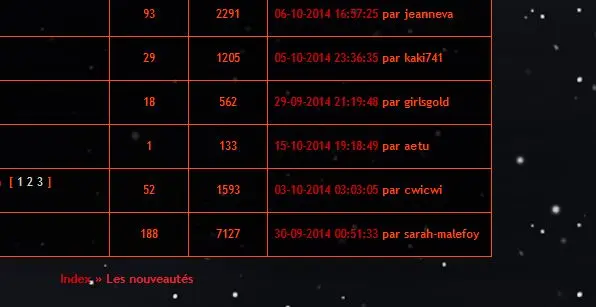 93 2291 06-10-2014 16:57:25 par jeanneva
29 1205 05-10-2014 23:36:35 par kaki741
18 562 29-09-2014 21:19:48 par girlsgold
1 133 15-10-2014 19:18:49 par aetu
[ 1 2 3 ] 52 1593 03-10-2014 03:03:05 par cwicwi
188 7127 30-09-2014 00:51:33 par sarah-malefoy
Index » Les nouveautés